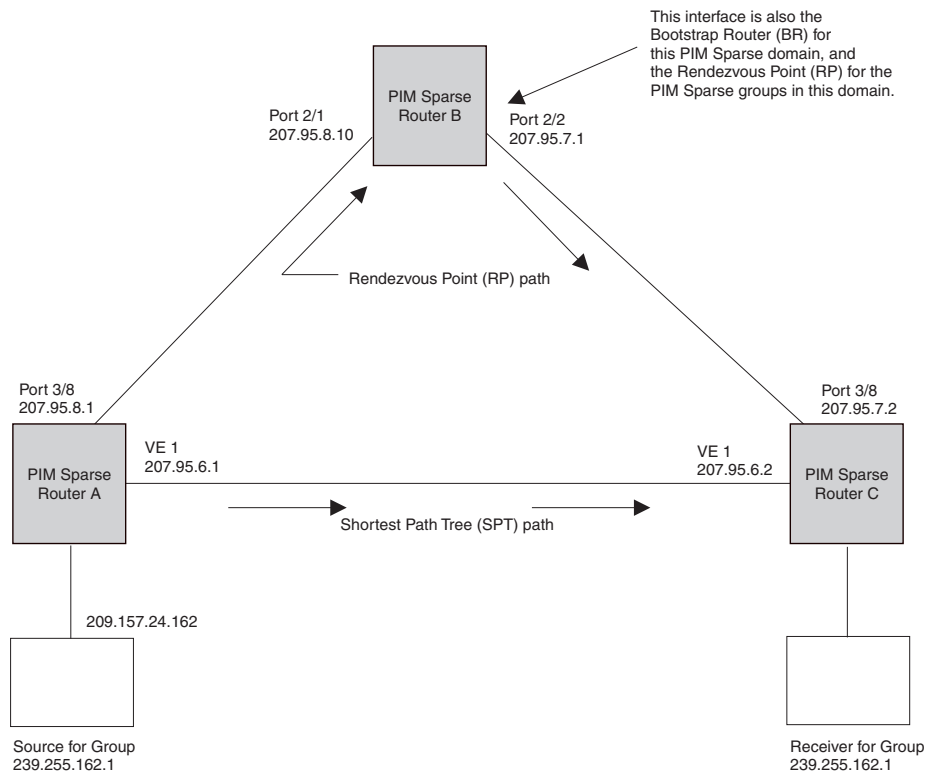 This interface is also the
Bootstrap Router (BR) for
this PIM Sparse domain, and
the Rendezvous Point (RP) for the
PIM Sparse groups in this domain.
PIM Sparse
Router B
Port 2/1
207.95.8.10
Port 2/2
207.95.7.1
Rendezvous Point (RP) path
Port 3/8
207.95.8.1
Port 3/8
207.95.7.2
VE 1
207.95.6.1
VE 1
207.95.6.2
PIM Sparse
Router A
PIM Sparse
Router C
Shortest Path Tree (SPT) path
209.157.24.162
Source for Group
239.255.162.1
Receiver for Group
239.255.162.1